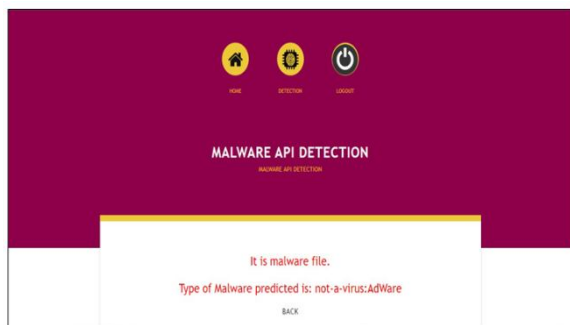 HOME DETECTION LOGOUT
MALWARE API DETECTION
MALWARE API DETECTION
It is malware file.
Type of Malware predicted is: not-a-virus:AdWare
BACK